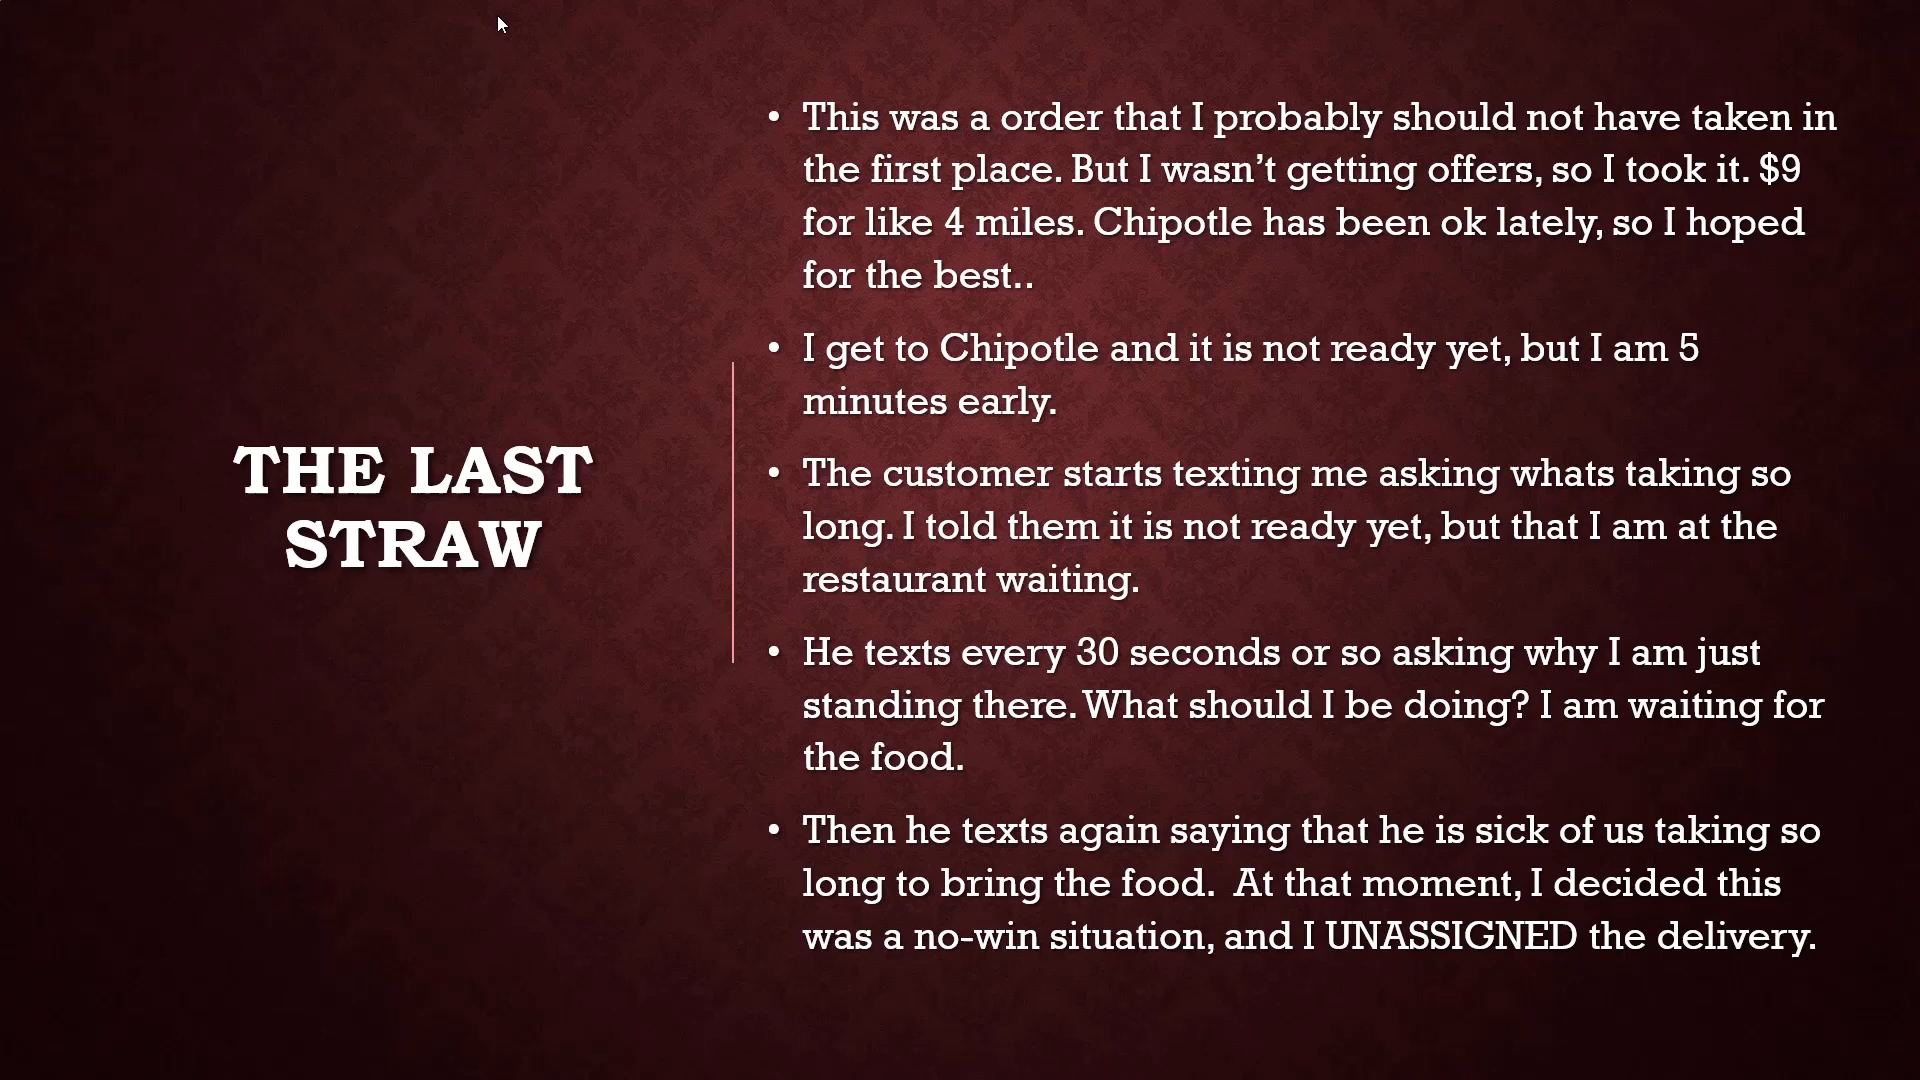 THE LAST
STRAW
• This was a order that I probably should not have taken in
the first place. But I wasn’t getting offers, so I took it. $9
for like 4 miles. Chipotle has been ok lately, so I hoped
for the best..
• I get to Chipotle and it is not ready yet, but I am 5
minutes early.
• The customer starts texting me asking whats taking so
long. I told them it is not ready yet, but that I am at the
restaurant waiting.
• He texts every 30 seconds or so asking why I am just
standing there. What should I be doing? I am waiting for
the food.
• Then he texts again saying that he is sick of us taking so
long to bring the food.  At that moment, I decided this
was a no-win situation, and I UNASSIGNED the delivery.